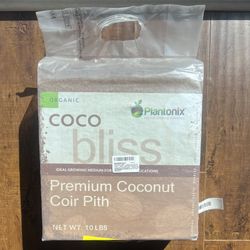 ORGANIC
Plantonix
coco
bliss
IDEAL GROWING MEDIUM FOR
Premium Coconut
Coir Pith
NET WT. 10 LBS